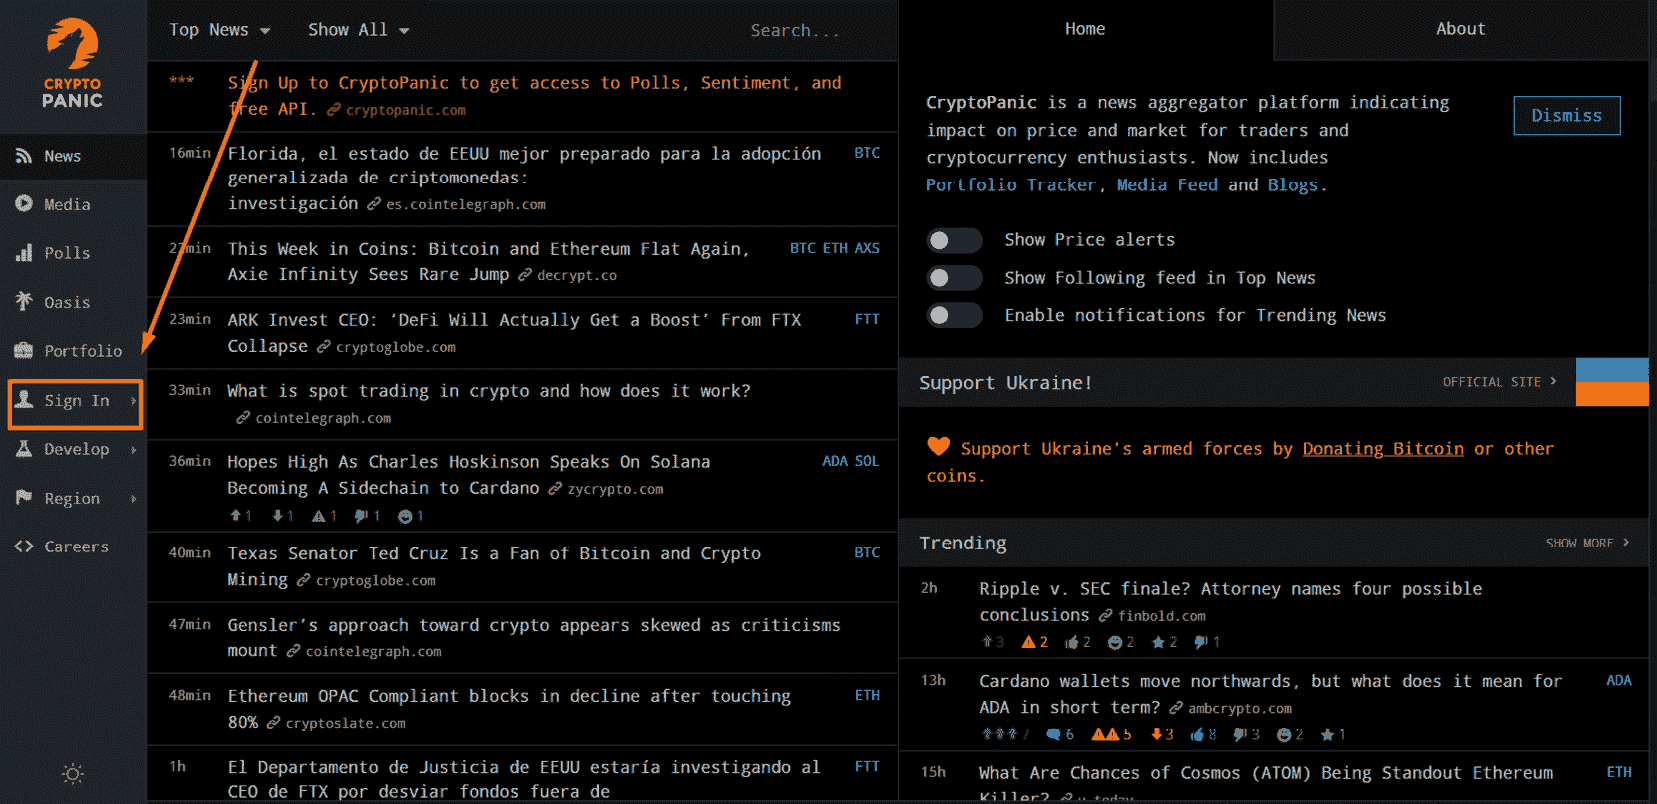 CRYPTO
PANIC
News
Media
Polls
Oasis
Portfolio
Sign In
Develop
Region
Careers
Top News
Show All
Search...
*** Sign Up to CryptoPanic to get access to Polls, Sentiment, and
free API. cryptopanic.com
16min Florida, el estado de EEUU mejor preparado para la adopción BTC
generalizada de criptomonedas:
investigación es.cointelegraph.com
This Week in Coins: Bitcoin and Ethereum Flat Again, BTC ETH AXS
Axie Infinity Sees Rare Jump decrypt.co
23min ARK Invest CEO: ‘DeFi Will Actually Get a Boost’ From FTX FTT
Collapse cryptoglobe.com
33min What is spot trading in crypto and how does it work?
cointelegraph.com
36min Hopes High As Charles Hoskinson Speaks On Solana ADA SOL
Becoming A Sidechain to Cardano zycrypto.com
1 1 1 1 1
40min Texas Senator Ted Cruz Is a Fan of Bitcoin and Crypto BTC
Mining cryptoglobe.com
47min Gensler’s approach toward crypto appears skewed as criticisms
mount cointelegraph.com
48min Ethereum OPAC Compliant blocks in decline after touching ETH
80% cryptoslate.com
1h El Departamento de Justicia de EEUU estaría investigando al FTT
CEO de FTX por desviar fondos fuera de
Home
About
CryptoPanic is a news aggregator platform indicating
impact on price and market for traders and
cryptocurrency enthusiasts. Now includes
Portfolio Tracker, Media Feed and Blogs.
Dismiss
Show Price alerts
Show Following feed in Top News
Enable notifications for Trending News
Support Ukraine! OFFICIAL SITE >
Support Ukraine's armed forces by Donating Bitcoin or other
coins.
Trending SHOW MORE >
2h Ripple v. SEC finale? Attorney names four possible
conclusions finbold.com
3 2 2 2 2 1
13h Cardano wallets move northwards, but what does it mean for ADA
ADA in short term? ambcrypto.com
7 6 5 3 8 3 2 1
15h What Are Chances of Cosmos (ATOM) Being Standout Ethereum ETH
Killer? u.today